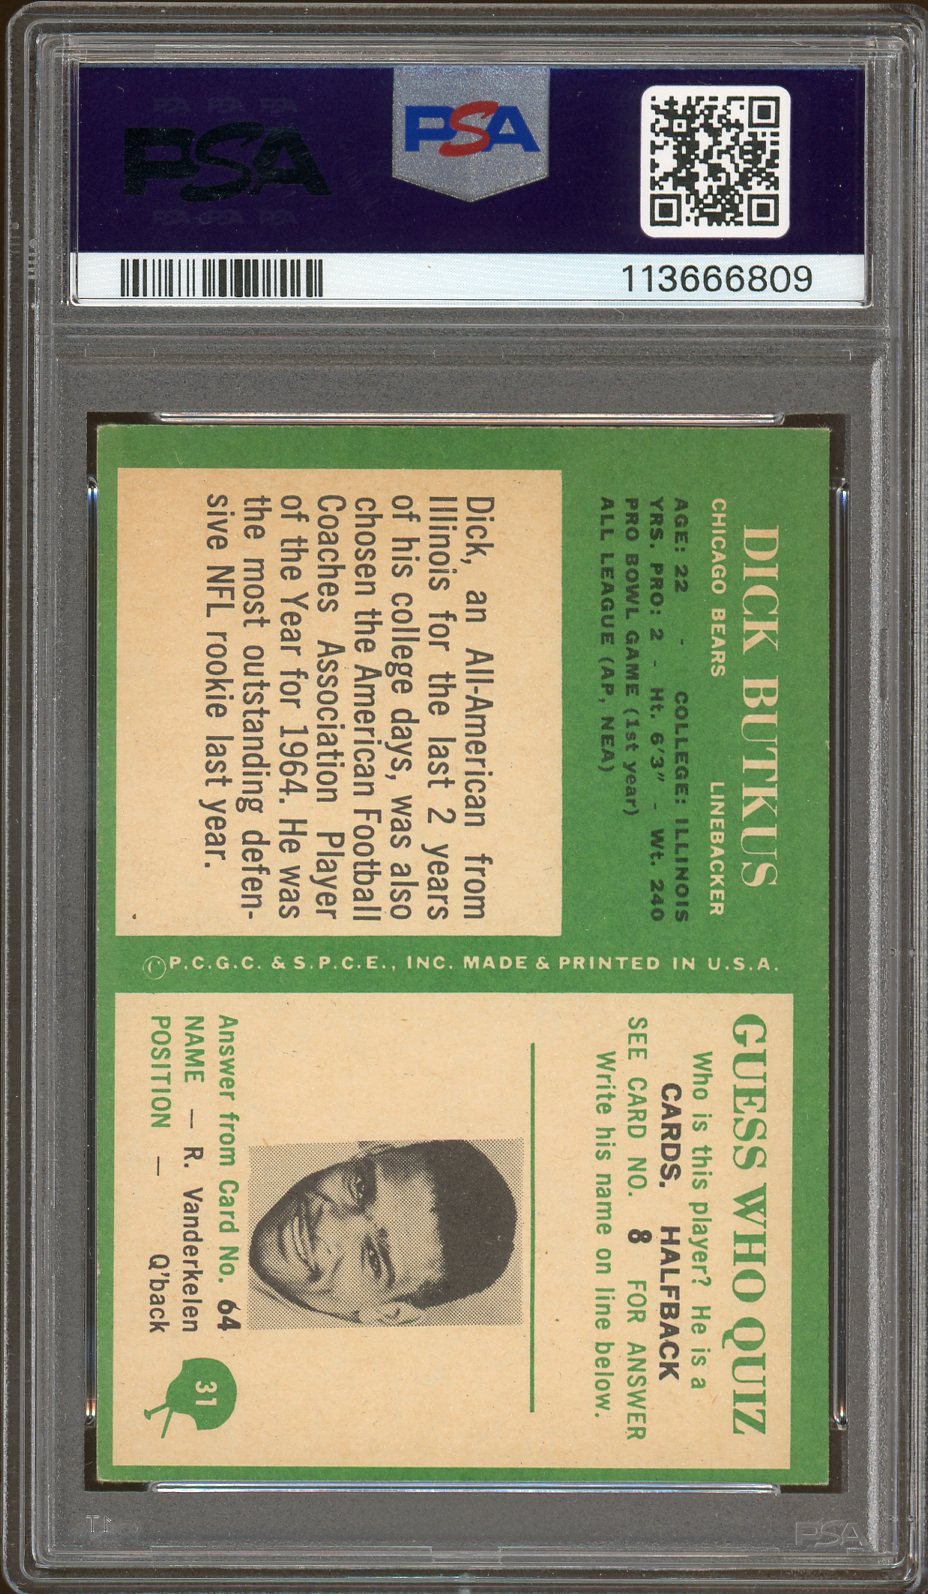 PSA
PSA
113666809
DICK BUTKUS
CHICAGO BEARS LINEBACKER
AGE: 22 - COLLEGE: ILLINOIS
YRS. PRO: 2 - Ht. 6'3" - Wt. 240
PRO BOWL GAME (1st year)
ALL LEAGUE (AP, NEA)
Dick, an All-American from
Illinois for the last 2 years
of his college days, was also
chosen the American Football
Coaches Association Player
of the Year for 1964. He was
the most outstanding defen-
sive NFL rookie last year.
©P.C.G.C. & S.P.C.E., INC. MADE & PRINTED IN U.S.A.
GUESS WHO QUIZ
Who is this player? He is a
CARDS. HALFBACK
SEE CARD NO. 8 FOR ANSWER
Write his name on line below.
Answer from Card No. 64
NAME — R. Vanderkelen
POSITION — Q'back
31
PSA